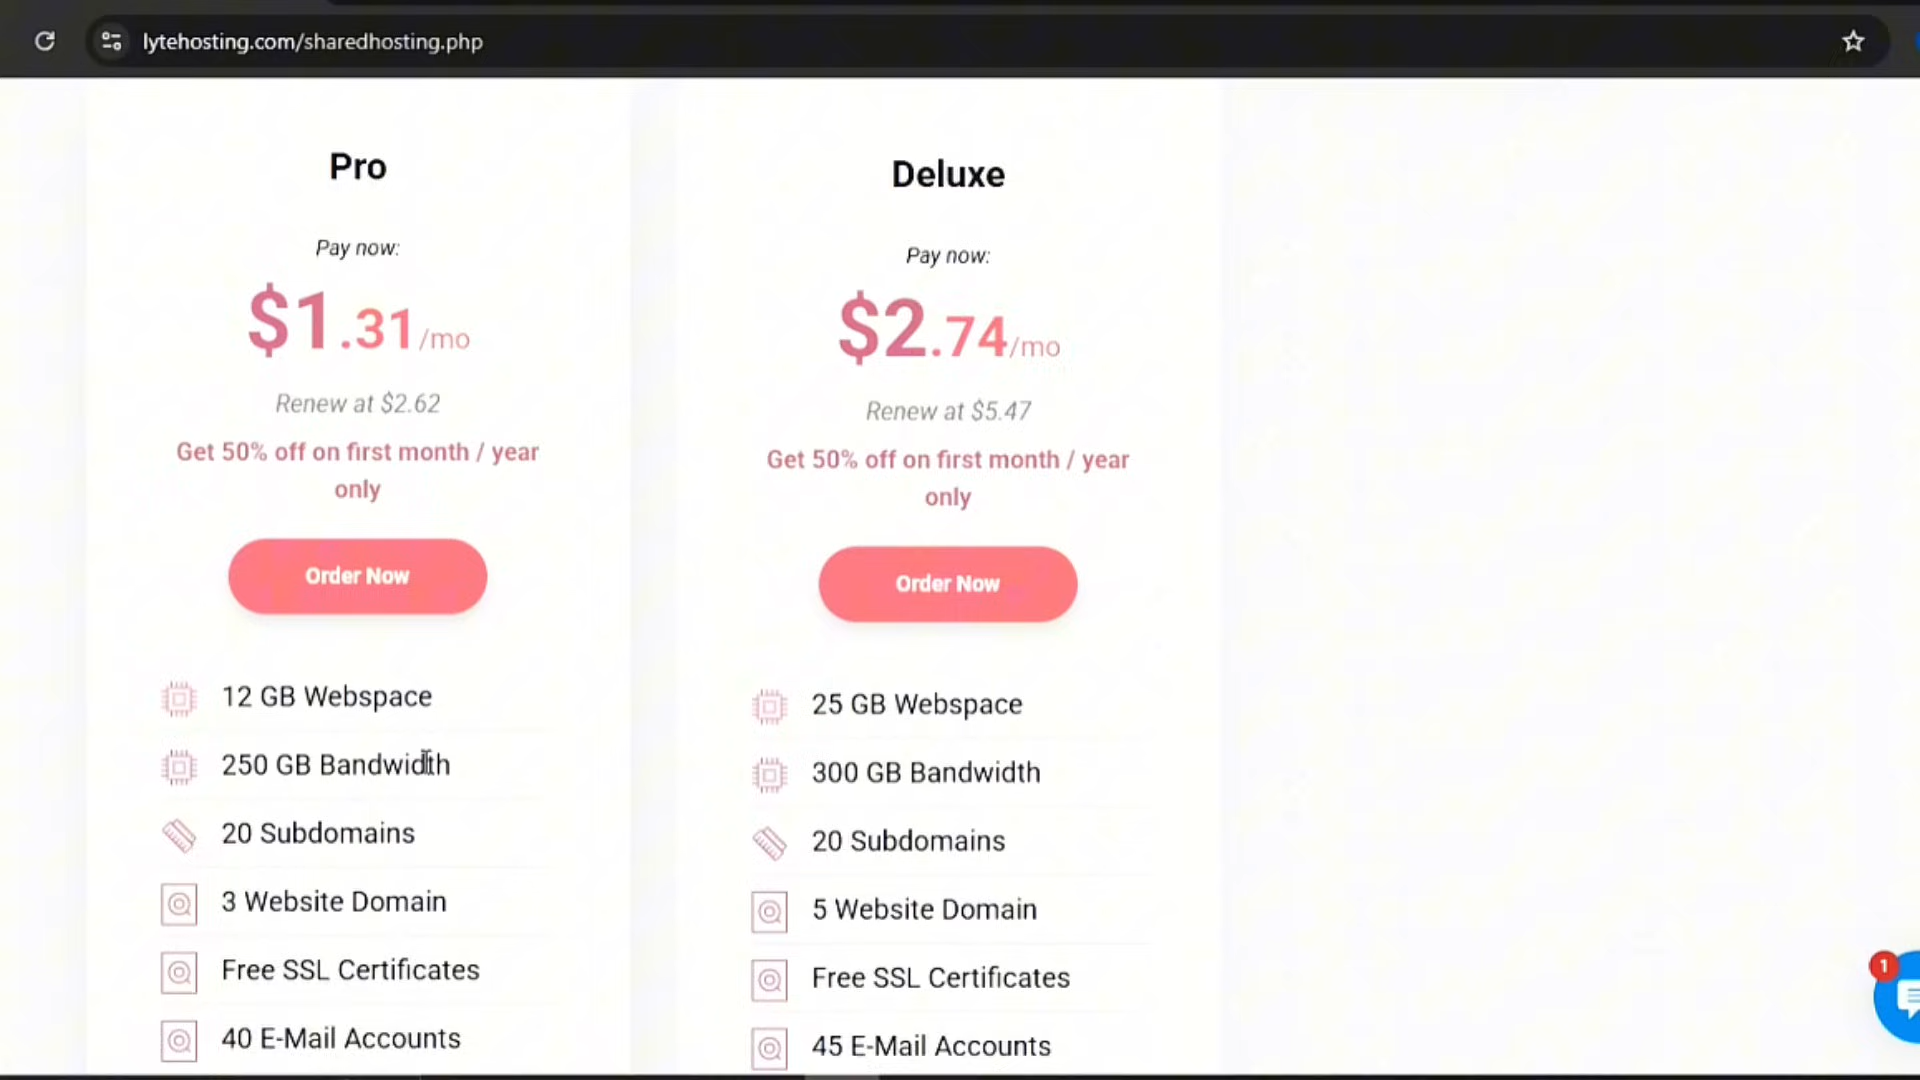 lytehosting.com/sharedhosting.php
Pro
Pay now:
$1.31/mo
Renew at $2.62
Get 50% off on first month / year
only
Order Now
12 GB Webspace
250 GB Bandwidth
20 Subdomains
3 Website Domain
Free SSL Certificates
40 E-Mail Accounts
Deluxe
Pay now:
$2.74/mo
Renew at $5.47
Get 50% off on first month / year
only
Order Now
25 GB Webspace
300 GB Bandwidth
20 Subdomains
5 Website Domain
Free SSL Certificates
45 E-Mail Accounts
1